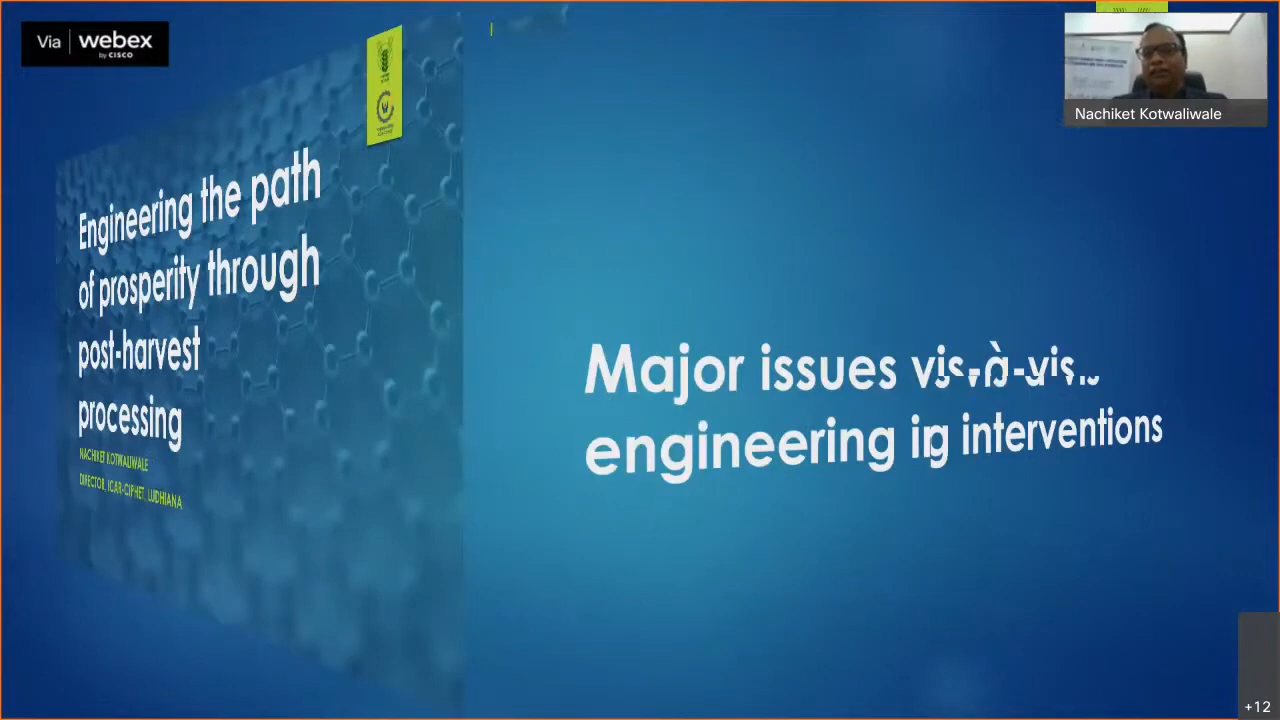 Via webex
by CISCO
Nachiket Kotwaliwale
Engineering the path
of prosperity through
post-harvest
processing
NACHIKET KOTWALIWALE
DIRECTOR, ICAR-CIPHET, LUDHIANA
Major issues vis-à-vis
engineering interventions
+12